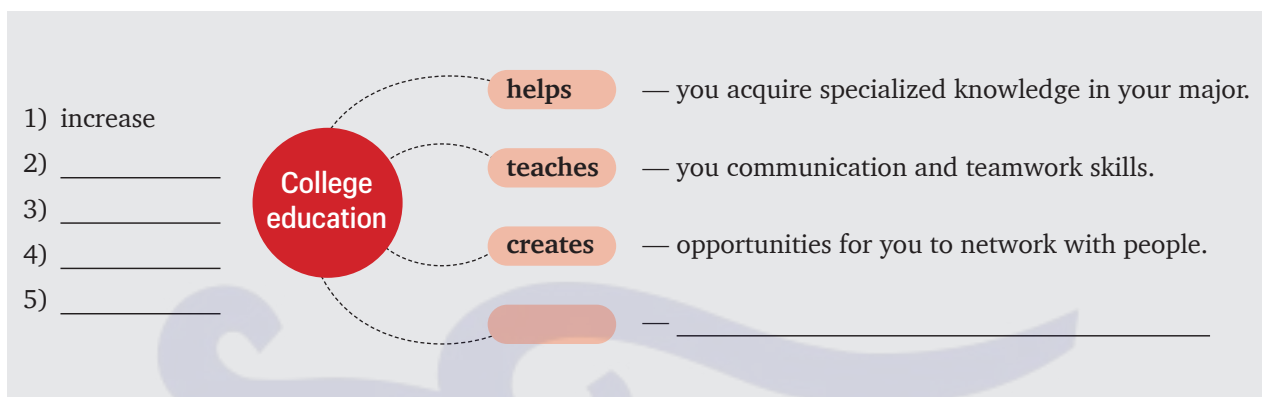 1) increase
2)
3)
4)
5)
College
education
helps — you acquire specialized knowledge in your major.
teaches — you communication and teamwork skills.
creates — opportunities for you to network with people.
—